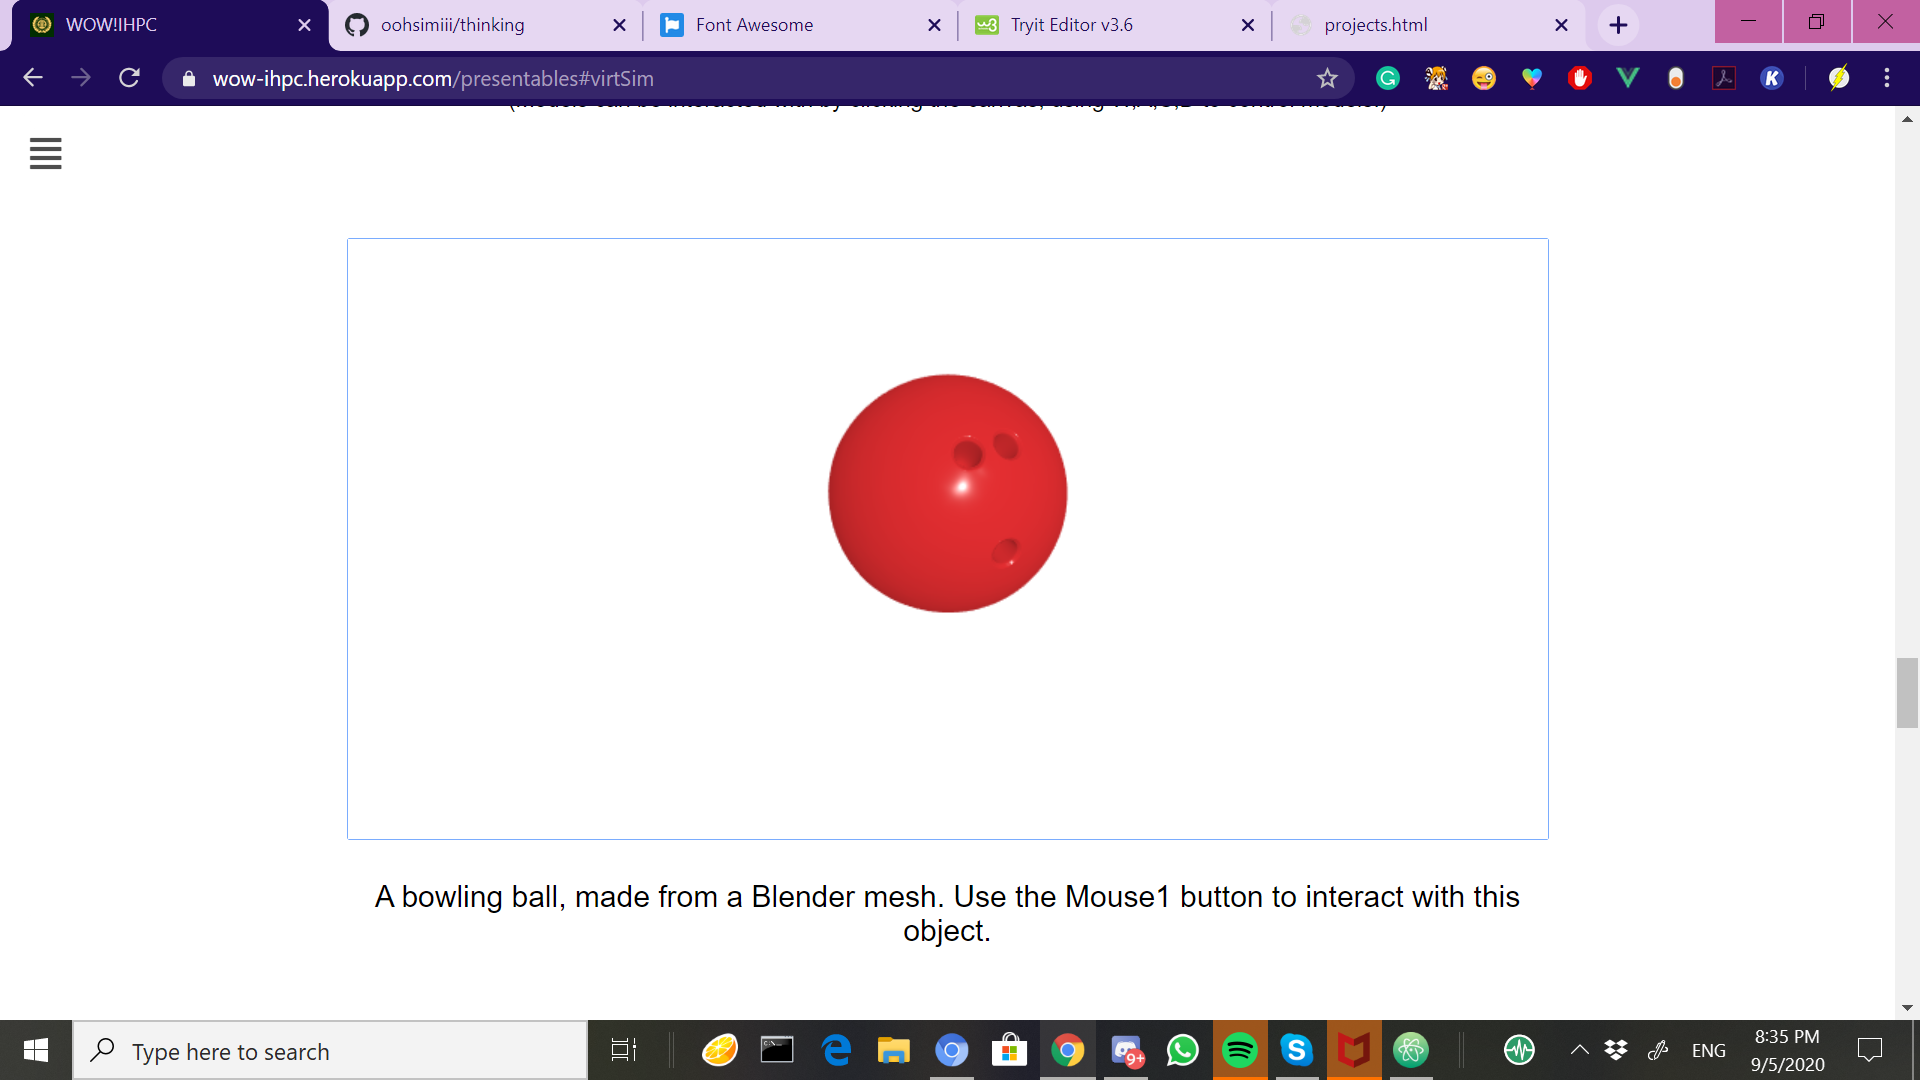 WOW!IHPC
oohsimiii/thinking
Font Awesome
Tryit Editor v3.6
projects.html
wow-ihpc.herokuapp.com/presentables#virtSim
A bowling ball, made from a Blender mesh. Use the Mouse1 button to interact with this
object.
Type here to search
9+
ENG
8:35 PM
9/5/2020